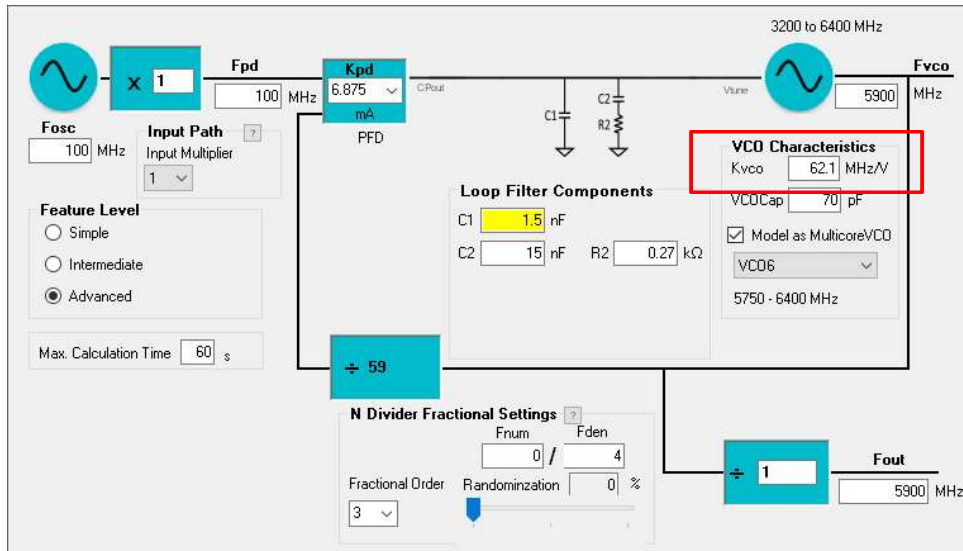 3200 to 6400 MHz
x 1
Fpd
100 MHz
Kpd
6.875
mA
PFD
CPout
C1
C2
R2
Vtune
Fvco
5900 MHz
Fosc
100 MHz
Input Path ?
Input Multiplier
1
VCO Characteristics
Kvco 62.1 MHz/V
VCOCap 70 pF
Model as MulticoreVCO
VCO6
5750 - 6400 MHz
Feature Level
Simple
Intermediate
Advanced
Loop Filter Components
C1 1.5 nF
C2 15 nF R2 0.27 kΩ
Max. Calculation Time 60 s
÷ 59
N Divider Fractional Settings ?
Fnum Fden
0 / 4
Fractional Order Randominzation 0 %
3
÷ 1
Fout
5900 MHz